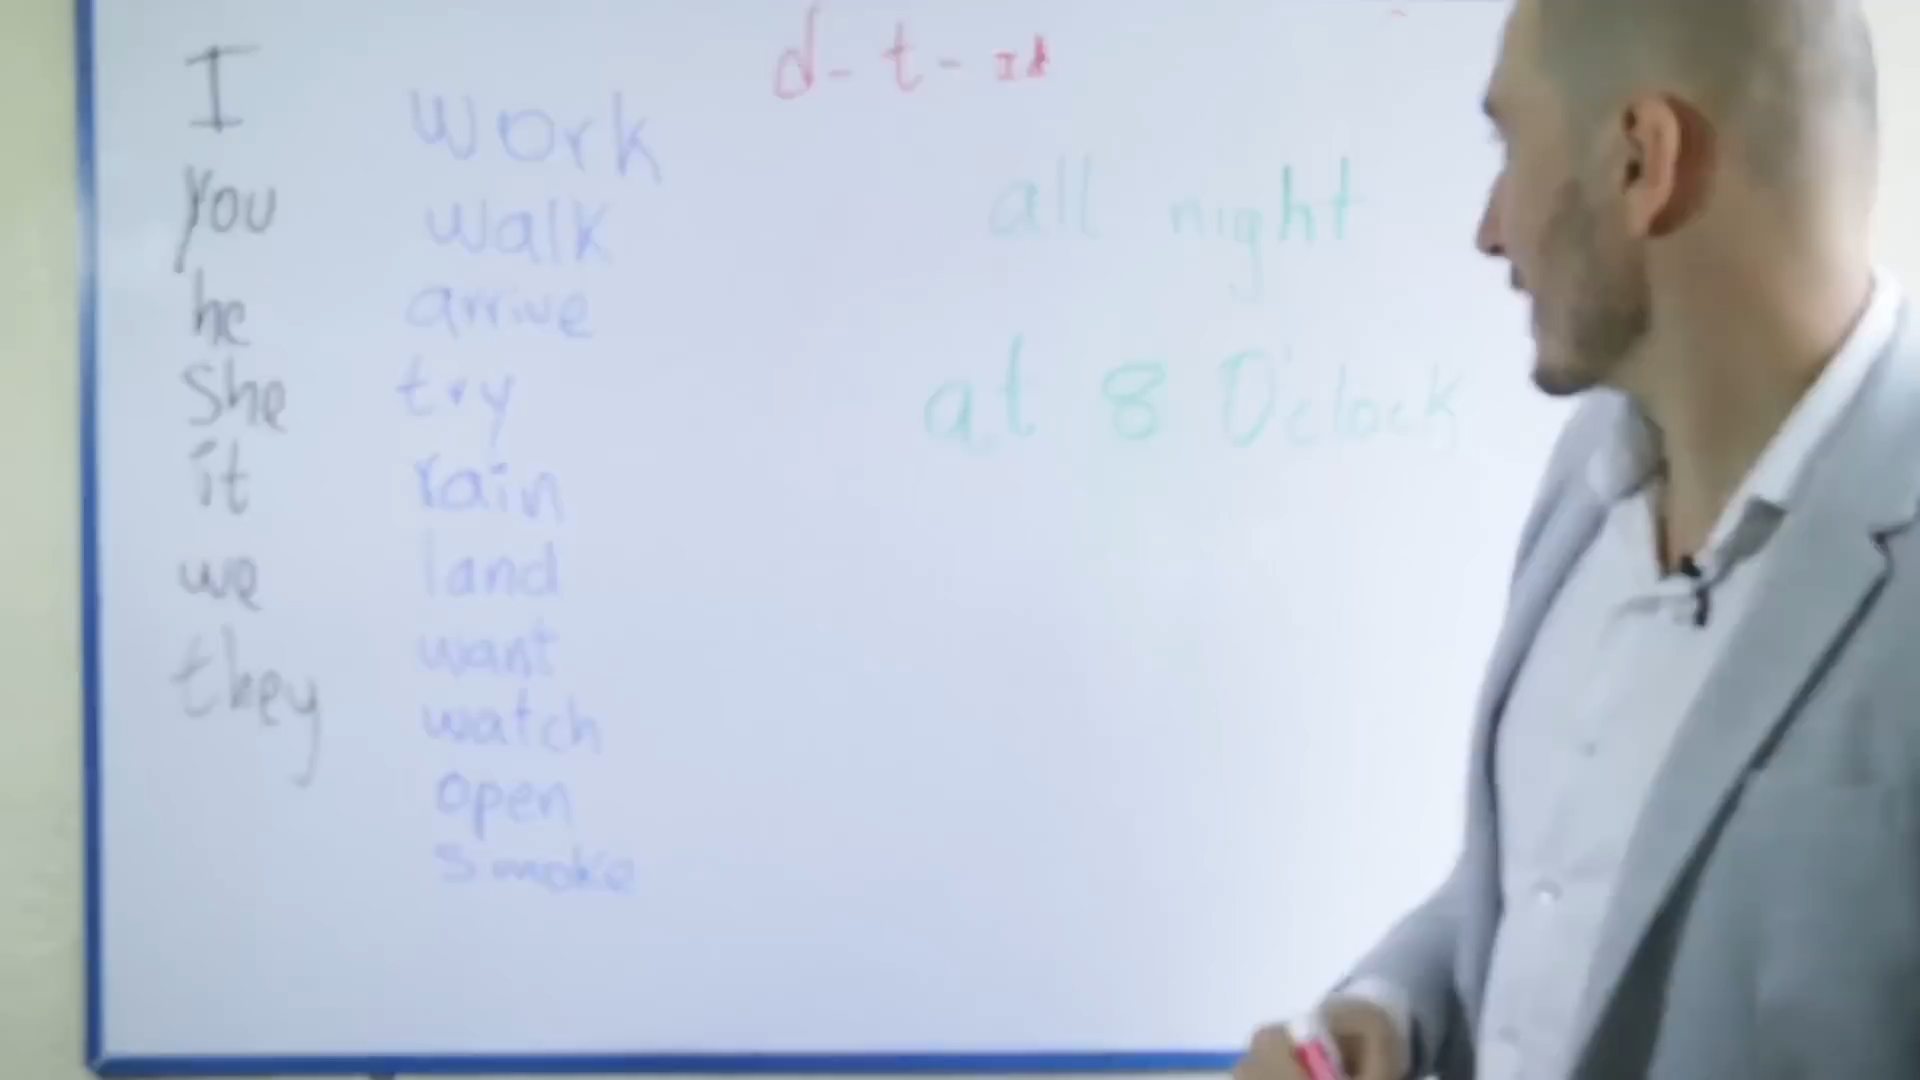 I
you
he
She
it
we
they
work
walk
arrive
try
rain
land
want
watch
open
smoke
d - t - Id
all night
at 8 O'clock